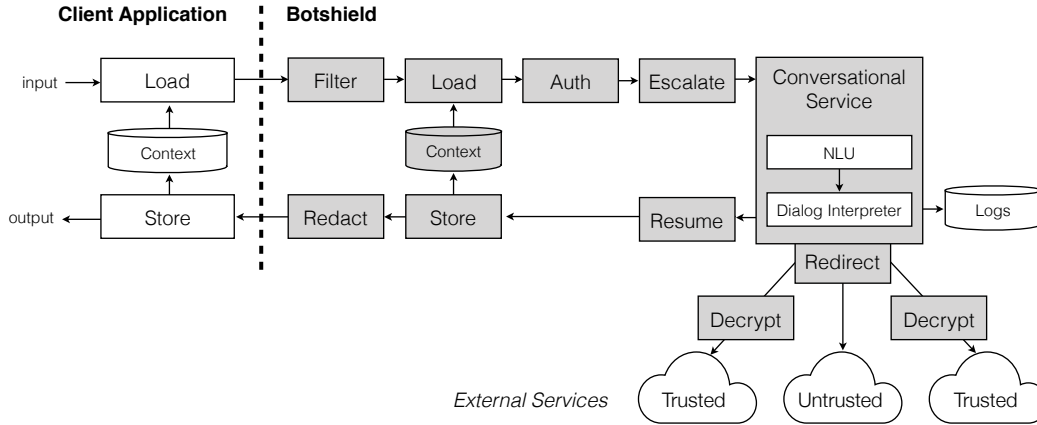 Client Application
Botshield
input
Load
Filter
Load
Auth
Escalate
Conversational
Service
Context
Context
NLU
output
Store
Redact
Store
Resume
Dialog Interpreter
Logs
Redirect
Decrypt
Decrypt
External Services
Trusted
Untrusted
Trusted